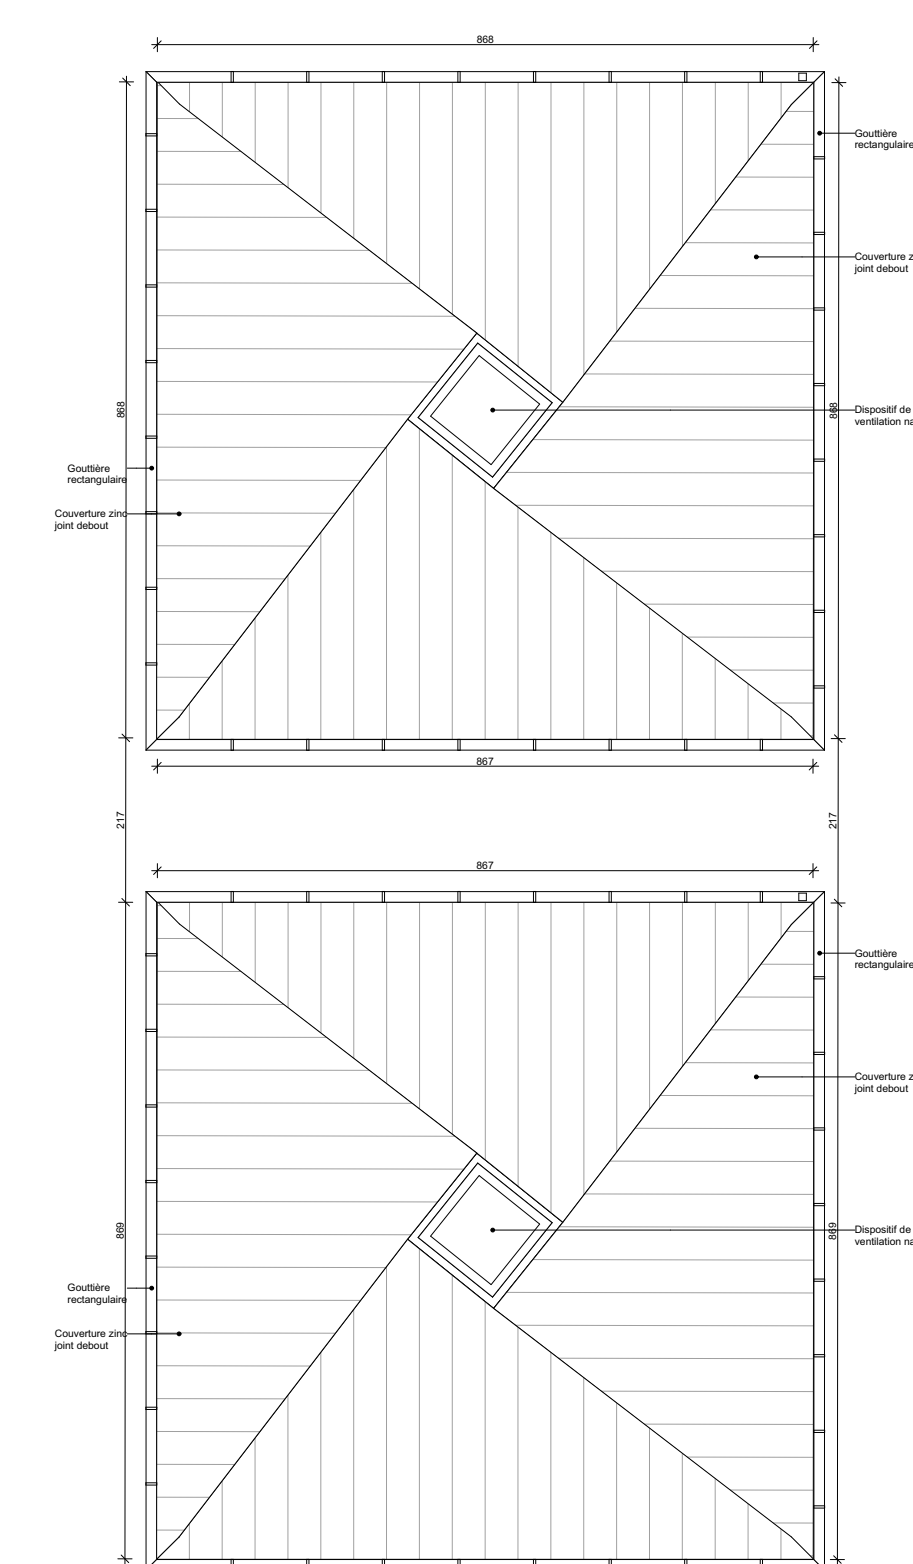 868
Gouttière
rectangulaire
Couverture z
joint debout
868
868
Dispositif de
ventilation na
Gouttière
rectangulaire
Couverture zinc
joint debout
867
217
217
867
Gouttière
rectangulaire
Couverture z
joint debout
869
869
Dispositif de
ventilation na
Gouttière
rectangulaire
Couverture zinc
joint debout